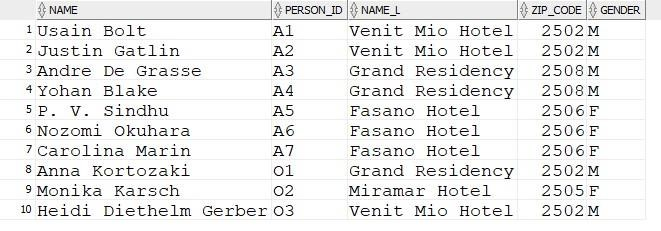 NAME PERSON_ID NAME_L ZIP_CODE GENDER
1 Usain Bolt A1 Venit Mio Hotel 2502 M
2 Justin Gatlin A2 Venit Mio Hotel 2502 M
3 Andre De Grasse A3 Grand Residency 2508 M
4 Yohan Blake A4 Grand Residency 2508 M
5 P. V. Sindhu A5 Fasano Hotel 2506 F
6 Nozomi Okuhara A6 Fasano Hotel 2506 F
7 Carolina Marin A7 Fasano Hotel 2506 F
8 Anna Kortozaki O1 Grand Residency 2502 M
9 Monika Karsch O2 Miramar Hotel 2505 F
10 Heidi Diethelm Gerber O3 Venit Mio Hotel 2502 M